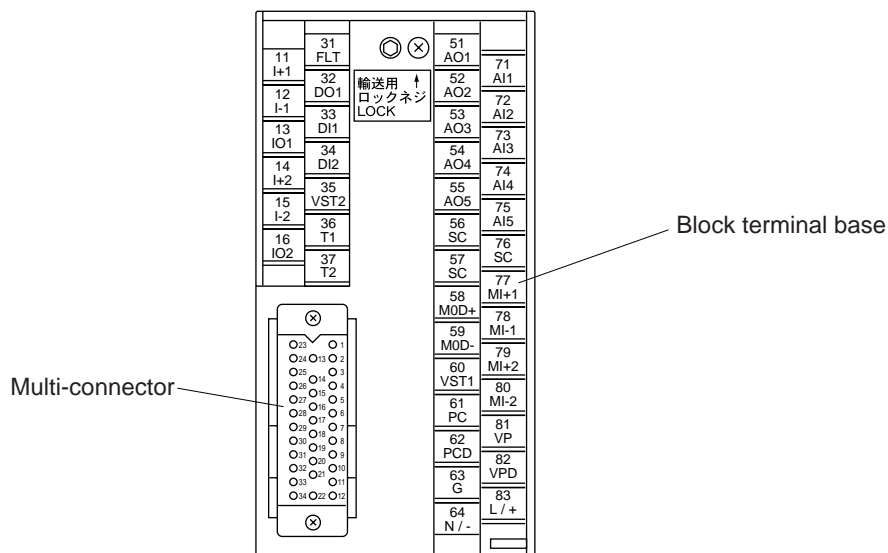 11
I+1
12
I-1
13
IO1
14
I+2
15
I-2
16
IO2
31
FLT
32
DO1
33
DI1
34
DI2
35
VST2
36
T1
37
T2
輸送用 ↑
ロックネジ
LOCK
51
AO1
52
AO2
53
AO3
54
AO4
55
AO5
56
SC
57
SC
58
M0D+
59
M0D-
60
VST1
61
PC
62
PCD
63
G
64
N / -
71
AI1
72
AI2
73
AI3
74
AI4
75
AI5
76
SC
77
MI+1
78
MI-1
79
MI+2
80
MI-2
81
VP
82
VPD
83
L / +
Block terminal base
Multi-connector
23 1
24 13 2
25 3
14
26 4
15
27 5
16
28 6
17
29 7
18
30 8
19
31 9
20
32 10
21
33 11
34 22 12